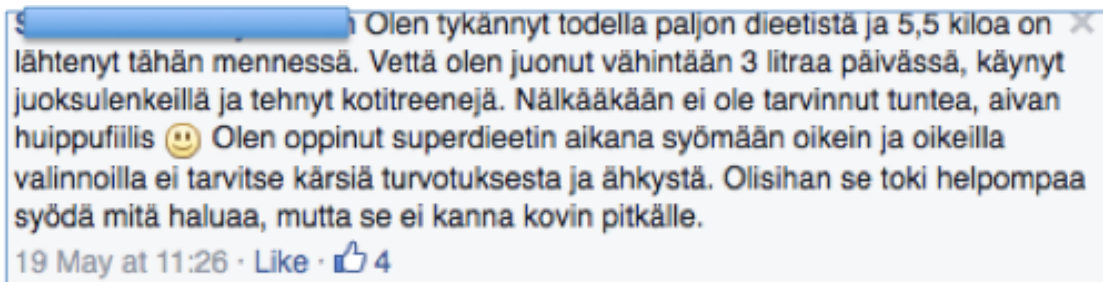 Olen tykännyt todella paljon dieetistä ja 5,5 kiloa on
lähtenyt tähän mennessä. Vettä olen juonut vähintään 3 litraa päivässä, käynyt
juoksulenkeillä ja tehnyt kotitreenejä. Nälkääkään ei ole tarvinnut tuntea, aivan
huippufiilis Olen oppinut superdieetin aikana syömään oikein ja oikeilla
valinnoilla ei tarvitse kärsiä turvotuksesta ja ähkystä. Olisihan se toki helpompaa
syödä mitä haluaa, mutta se ei kanna kovin pitkälle.
19 May at 11:26 · Like · 4